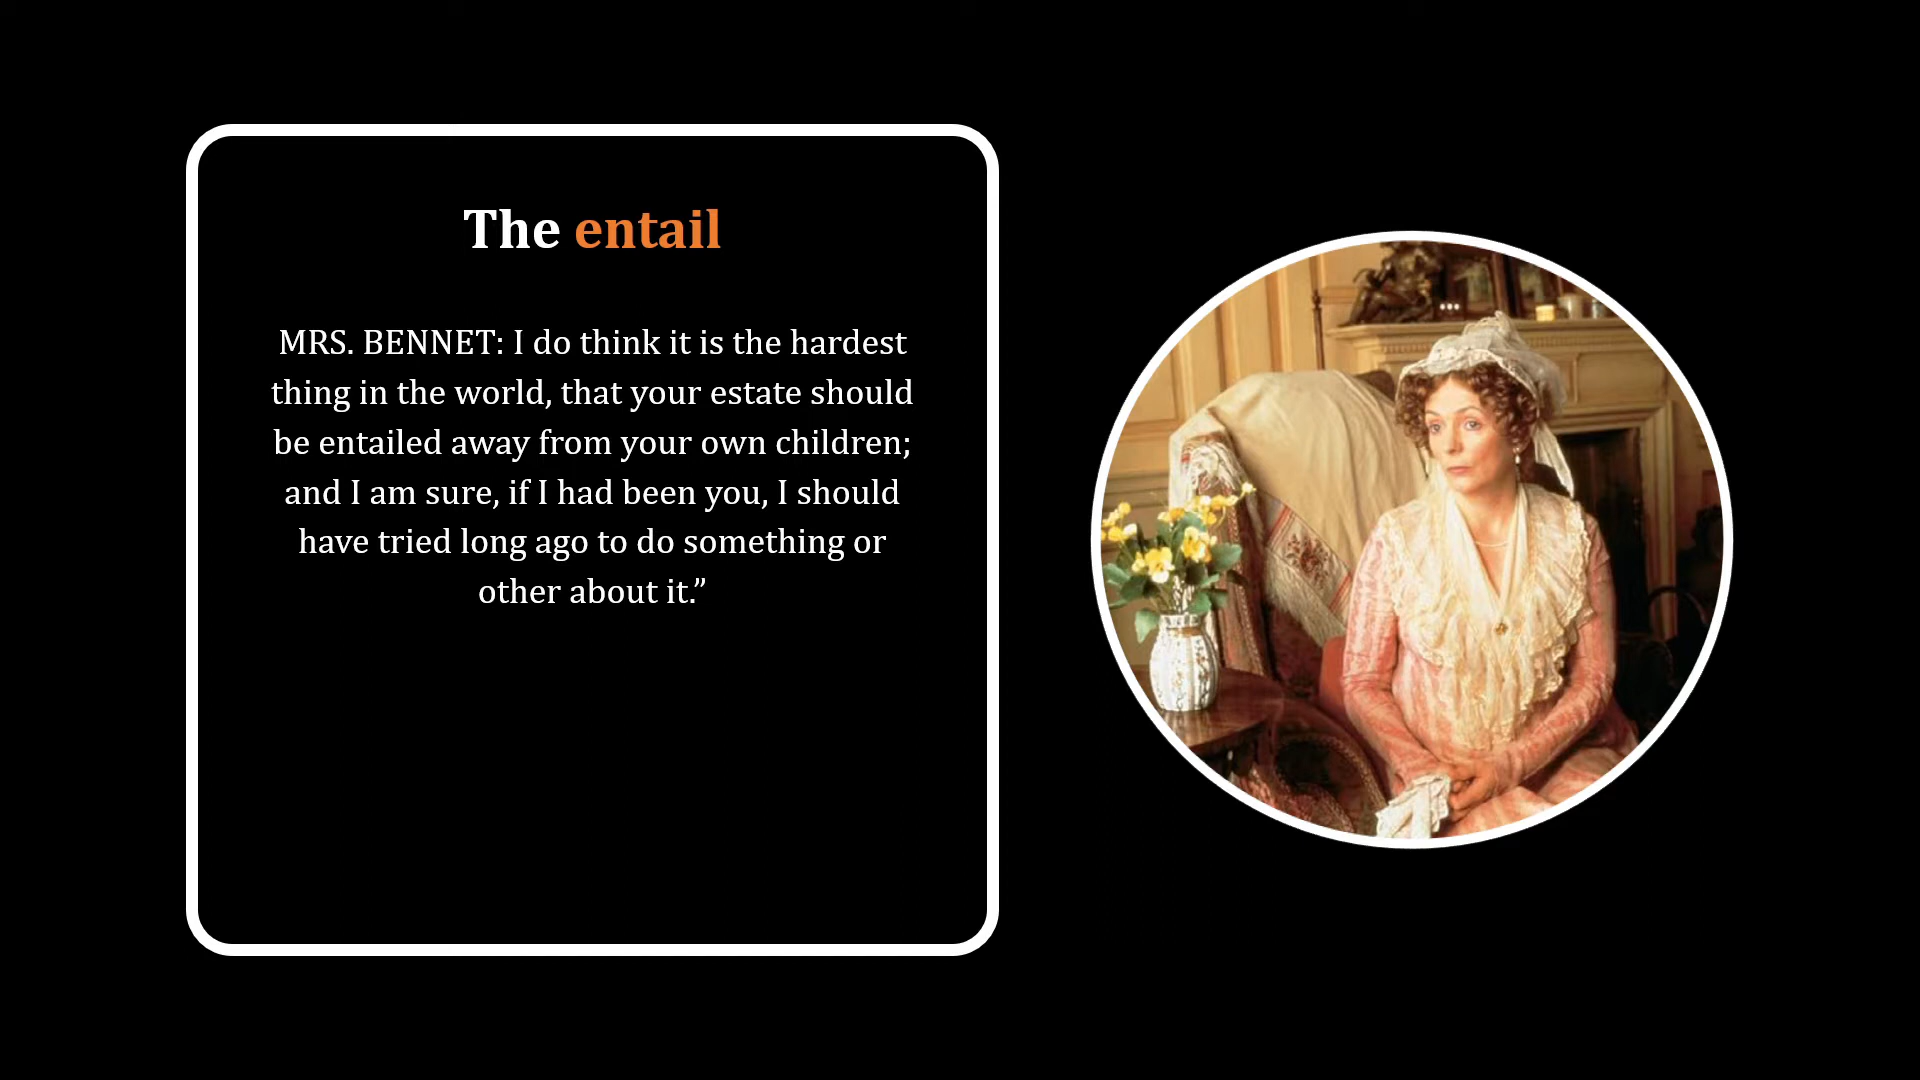 The entail
MRS. BENNET: I do think it is the hardest
thing in the world, that your estate should
be entailed away from your own children;
and I am sure, if I had been you, I should
have tried long ago to do something or
other about it.”